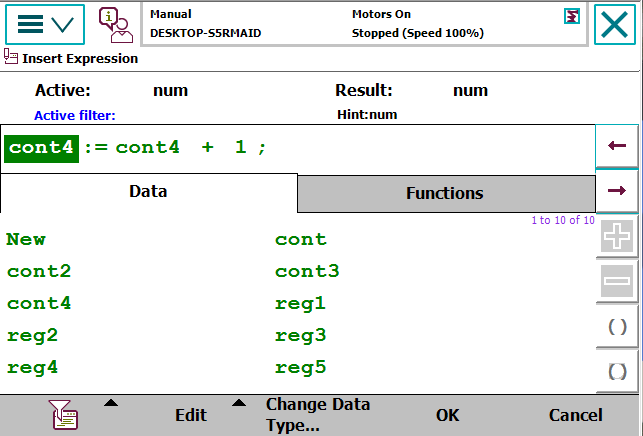 Manual Motors On
DESKTOP-S5RMAID Stopped (Speed 100%)
Insert Expression
Active: num Result: num
Active filter: Hint:num
cont4 := cont4 + 1 ;
Data Functions
1 to 10 of 10
New cont
cont2 cont3
cont4 reg1
reg2 reg3
reg4 reg5
( )
()
Edit Change Data Type... OK Cancel